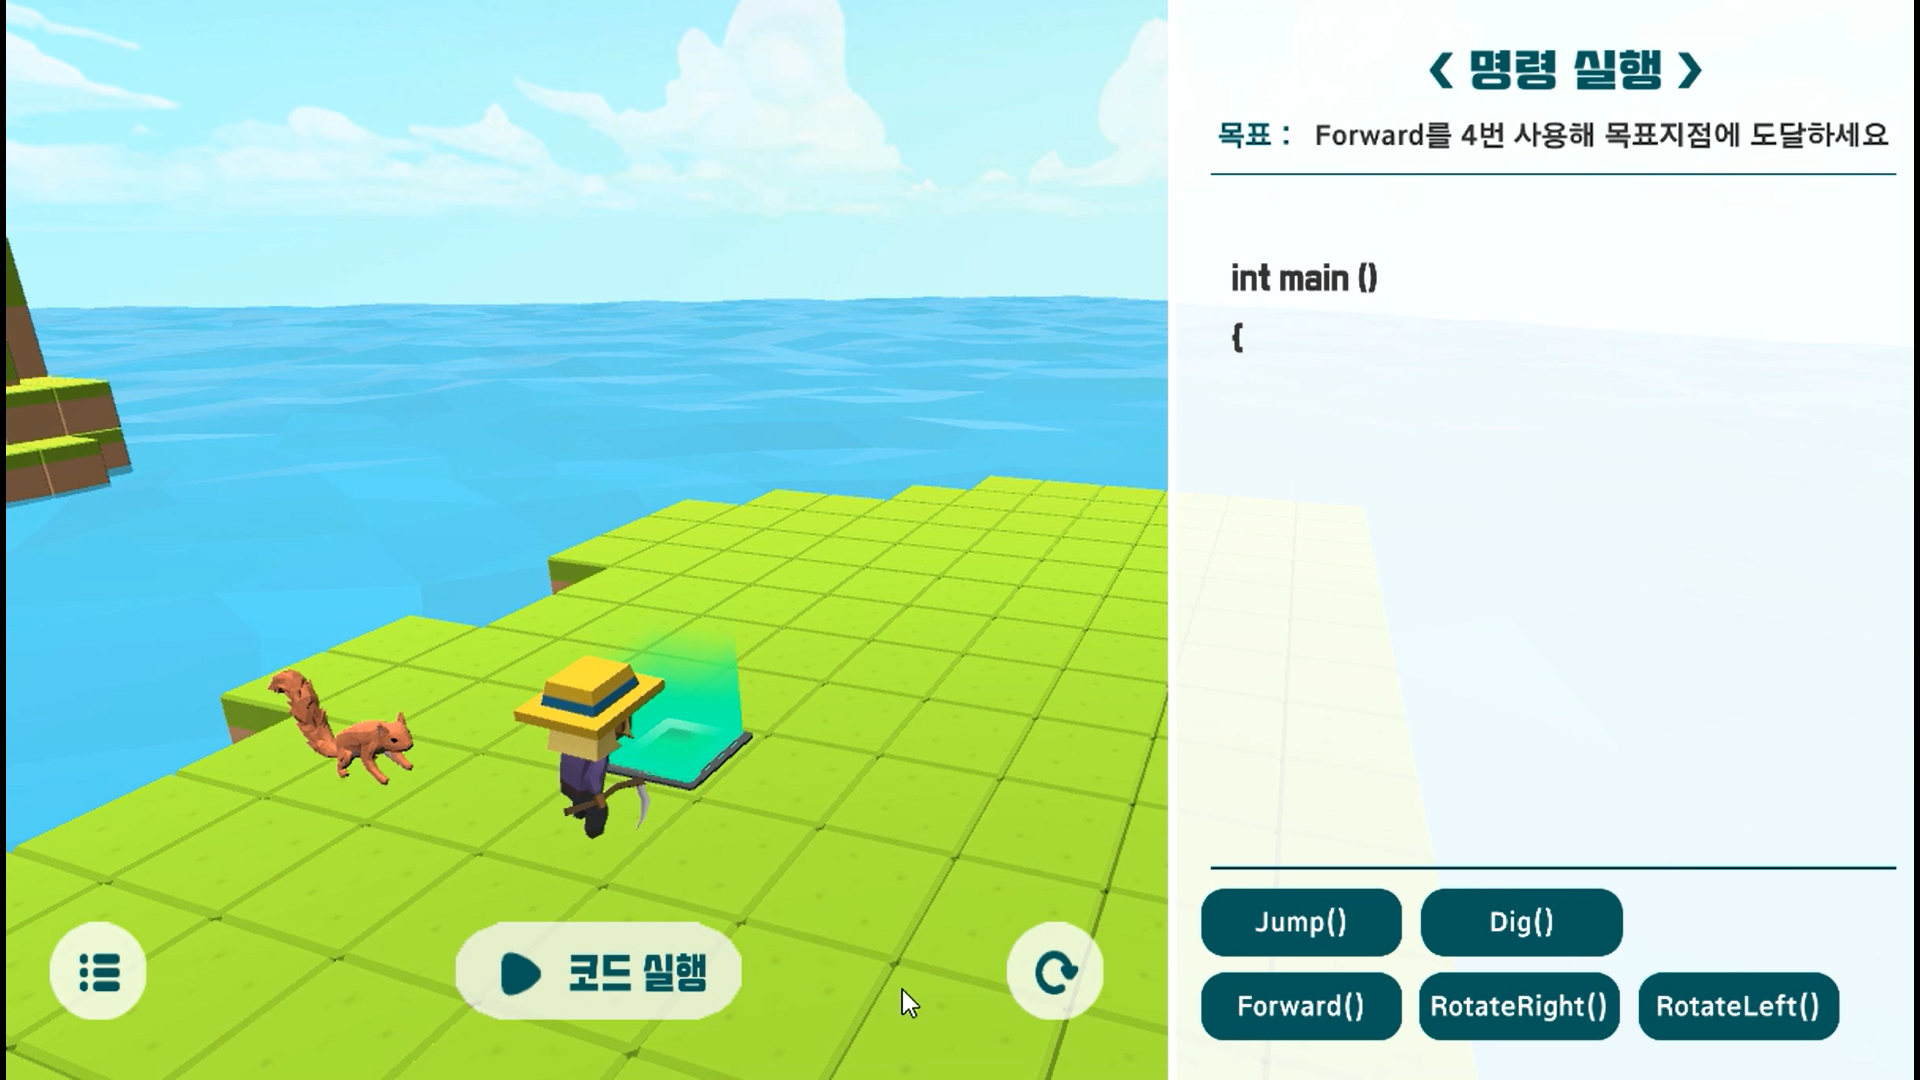 < 명령 실행 >
목표 : Forward를 4번 사용해 목표지점에 도달하세요
int main ()
{
Jump() Dig()
Forward() RotateRight() RotateLeft()
코드 실행